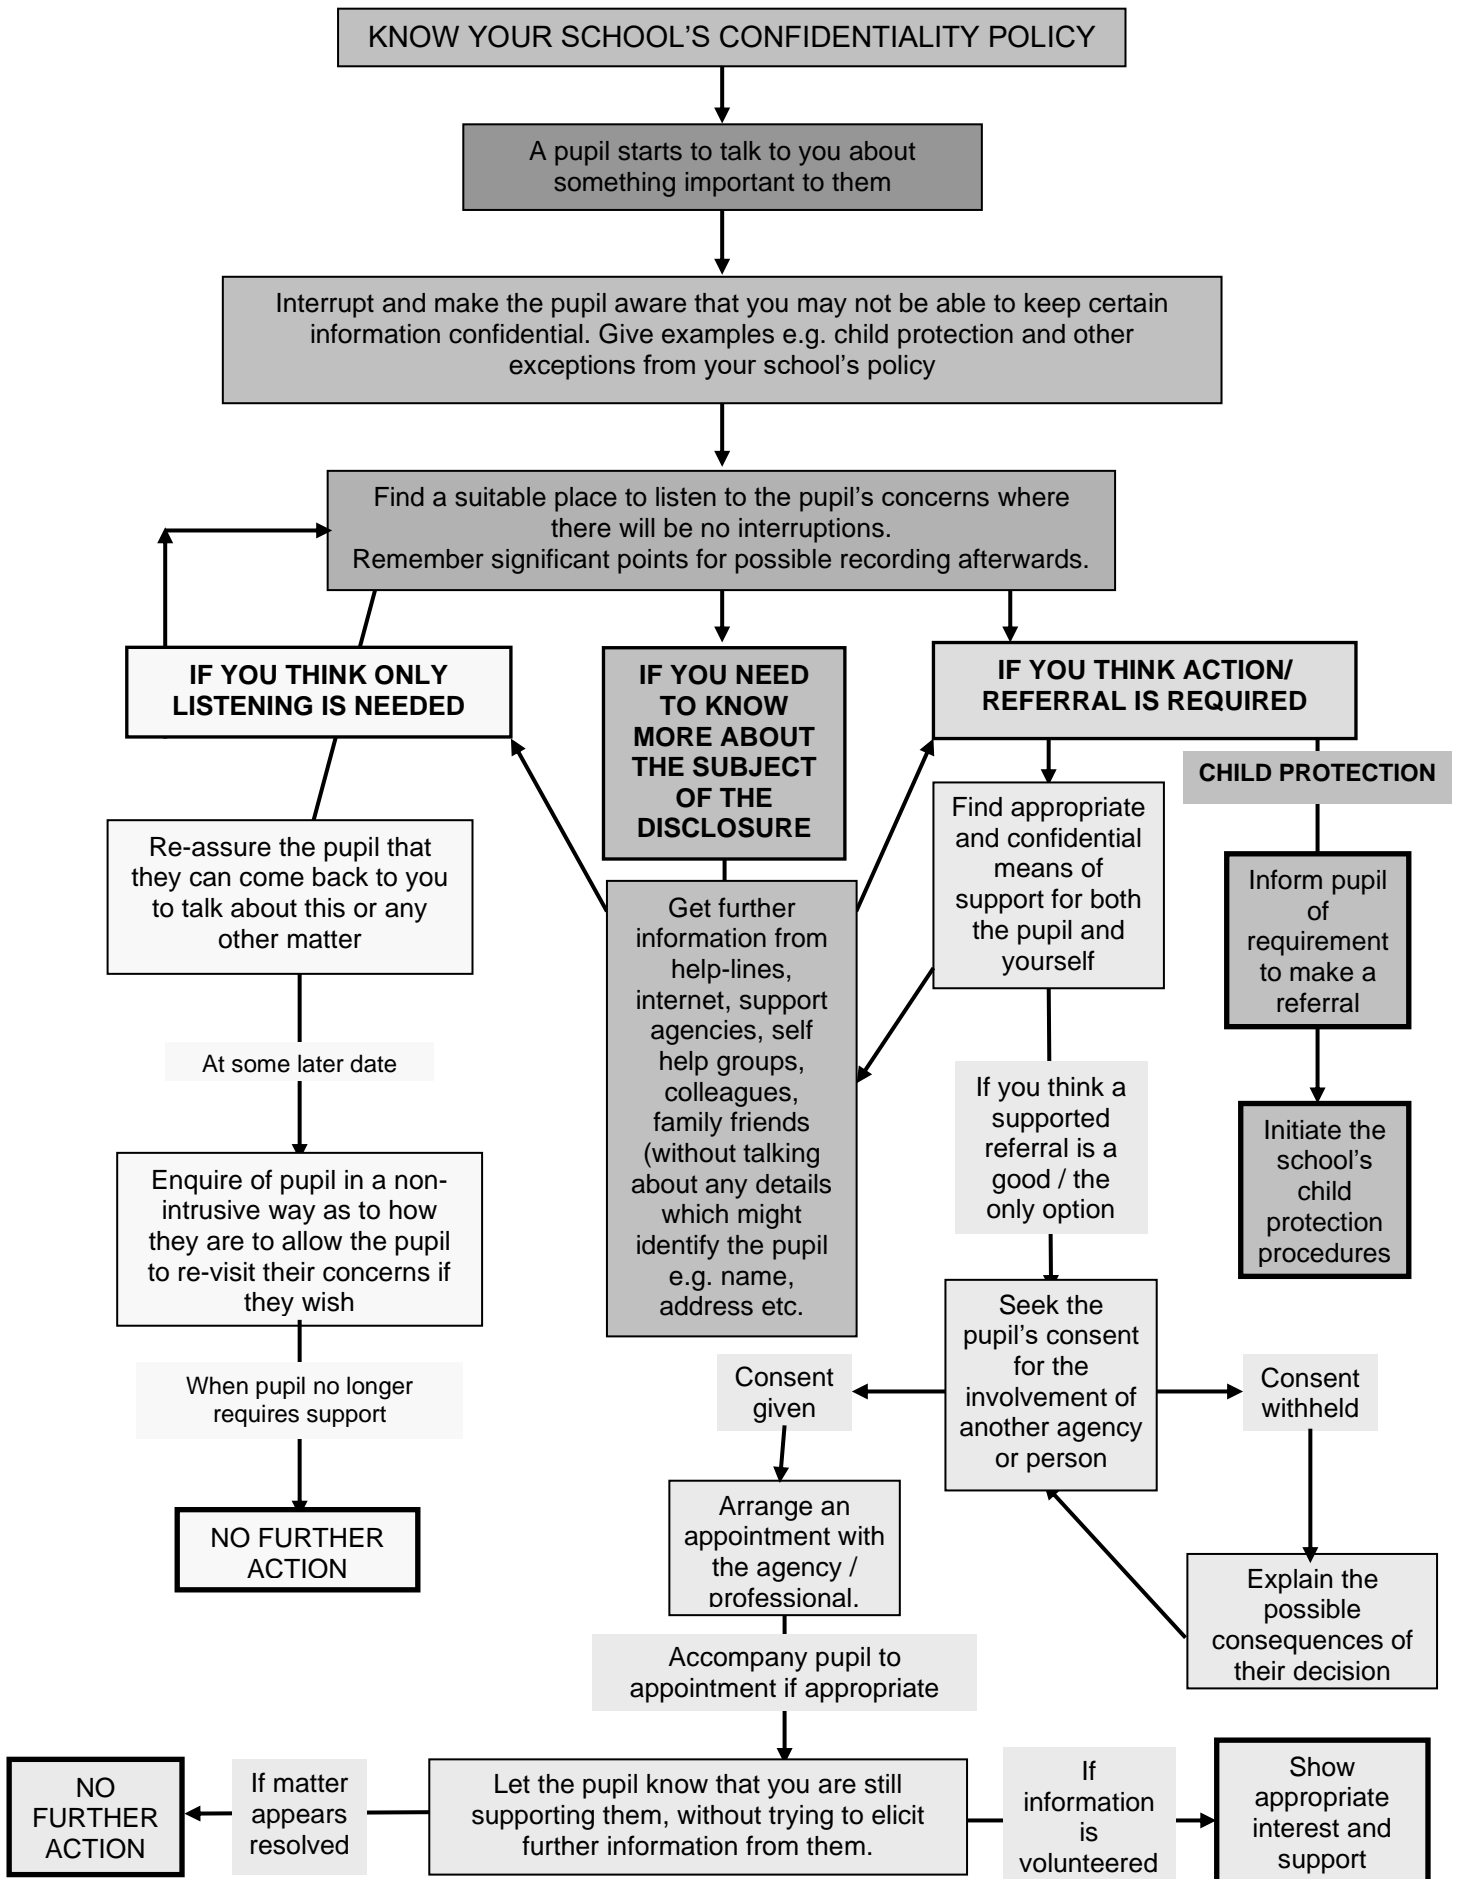 KNOW YOUR SCHOOL'S CONFIDENTIALITY POLICY
A pupil starts to talk to you about
something important to them
Interrupt and make the pupil aware that you may not be able to keep certain
information confidential. Give examples e.g. child protection and other
exceptions from your school's policy
Find a suitable place to listen to the pupil's concerns where
there will be no interruptions.
Remember significant points for possible recording afterwards.
IF YOU THINK ONLY
LISTENING IS NEEDED
Re-assure the pupil that
they can come back to you
to talk about this or any
other matter
At some later date
Enquire of pupil in a non-
intrusive way as to how
they are to allow the pupil
to re-visit their concerns if
they wish
When pupil no longer
requires support
NO FURTHER
ACTION
IF YOU NEED
TO KNOW
MORE ABOUT
THE SUBJECT
OF THE
DISCLOSURE
Get further
information from
help-lines,
internet, support
agencies, self
help groups,
colleagues,
family friends
(without talking
about any details
which might
identify the pupil
e.g. name,
address etc.
IF YOU THINK ACTION/
REFERRAL IS REQUIRED
Find appropriate
and confidential
means of
support for both
the pupil and
yourself
If you think a
supported
referral is a
good / the
only option
CHILD PROTECTION
Inform pupil
of
requirement
to make a
referral
Initiate the
school's
child
protection
procedures
Seek the
pupil's consent
for the
involvement of
another agency
or person
Consent
given
Consent
withheld
Explain the
possible
consequences of
their decision
Arrange an
appointment with
the agency /
professional.
Accompany pupil to
appointment if appropriate
Let the pupil know that you are still
supporting them, without trying to elicit
further information from them.
If matter
appears
resolved
NO
FURTHER
ACTION
If
information
is
volunteered
Show
appropriate
interest and
support